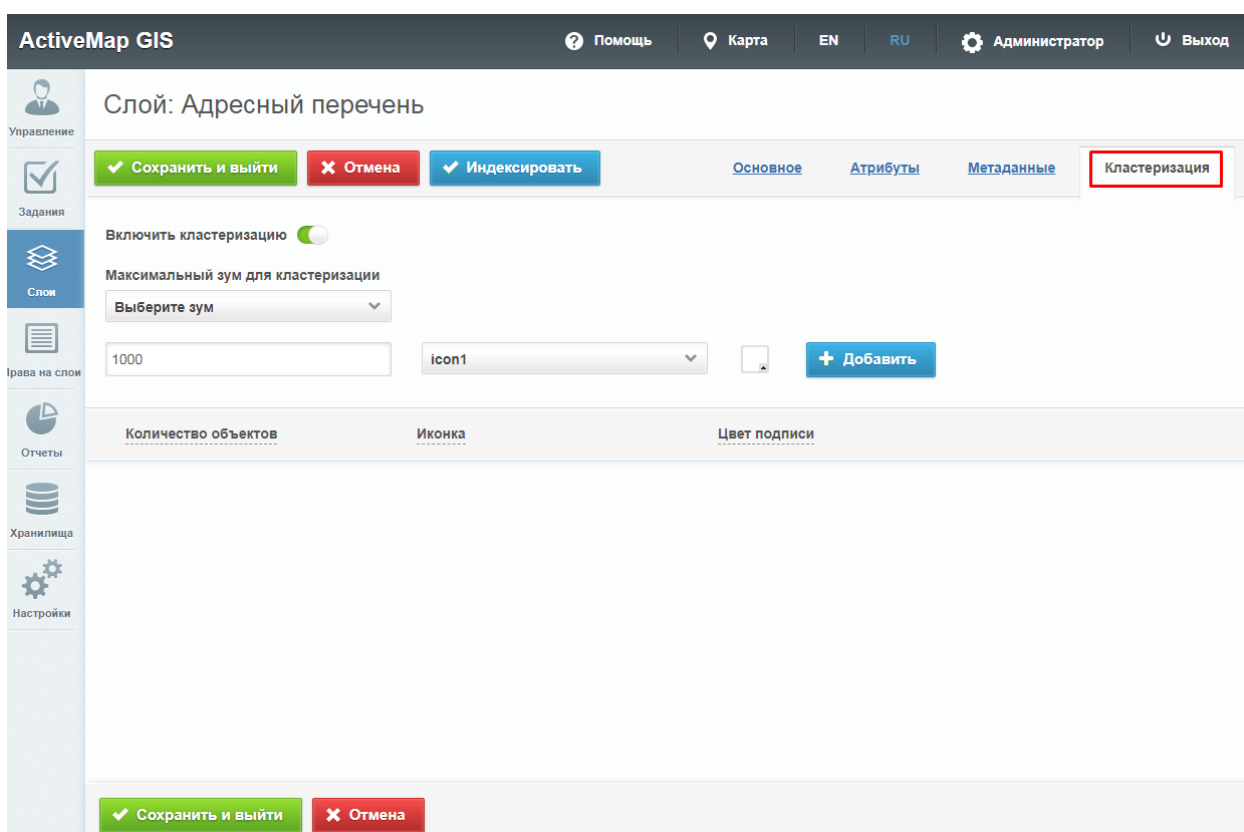 ActiveMap GIS
Помощь
Карта
EN
RU
Администратор
Выход
Управление
Задания
Слои
Права на слои
Отчеты
Хранилища
Настройки
Слой: Адресный перечень
Сохранить и выйти
Отмена
Индексировать
Основное
Атрибуты
Метаданные
Кластеризация
Включить кластеризацию
Максимальный зум для кластеризации
Выберите зум
1000
icon1
Добавить
Количество объектов
Иконка
Цвет подписи
Сохранить и выйти
Отмена